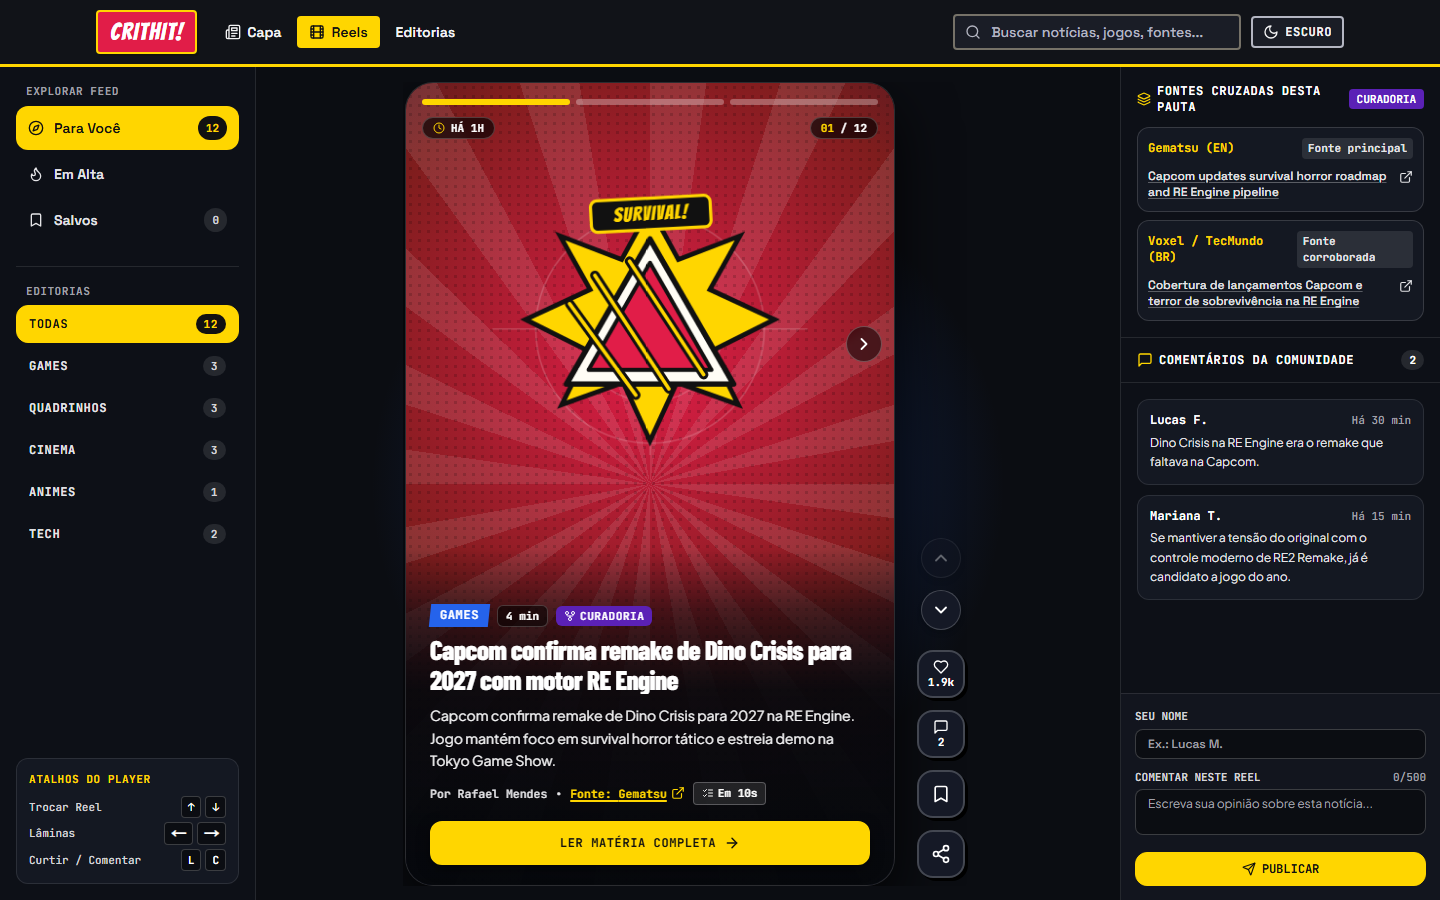 CRITHIT!
Capa
Reels
Editorias
Buscar notícias, jogos, fontes...
ESCURO
EXPLORAR FEED
Para Você
12
Em Alta
Salvos
0
EDITORIAS
TODAS
12
GAMES
3
QUADRINHOS
3
CINEMA
3
ANIMES
1
TECH
2
ATALHOS DO PLAYER
Trocar Reel
↑ ↓
Lâminas
← →
Curtir / Comentar
L C
HÁ 1H
01 / 12
SURVIVAL!
GAMES
4 min
CURADORIA
Capcom confirma remake de Dino Crisis para
2027 com motor RE Engine
Capcom confirma remake de Dino Crisis para 2027 na RE Engine.
Jogo mantém foco em survival horror tático e estreia demo na
Tokyo Game Show.
Por Rafael Mendes • Fonte: Gematsu
Em 10s
LER MATÉRIA COMPLETA →
1.9k
2
FONTES CRUZADAS DESTA
PAUTA
CURADORIA
Gematsu (EN)
Fonte principal
Capcom updates survival horror roadmap
and RE Engine pipeline
Voxel / TecMundo
(BR)
Fonte
corroborada
Cobertura de lançamentos Capcom e
terror de sobrevivência na RE Engine
COMENTÁRIOS DA COMUNIDADE
2
Lucas F.
Há 30 min
Dino Crisis na RE Engine era o remake que
faltava na Capcom.
Mariana T.
Há 15 min
Se mantiver a tensão do original com o
controle moderno de RE2 Remake, já é
candidato a jogo do ano.
SEU NOME
Ex.: Lucas M.
COMENTAR NESTE REEL
0/500
Escreva sua opinião sobre esta notícia...
PUBLICAR